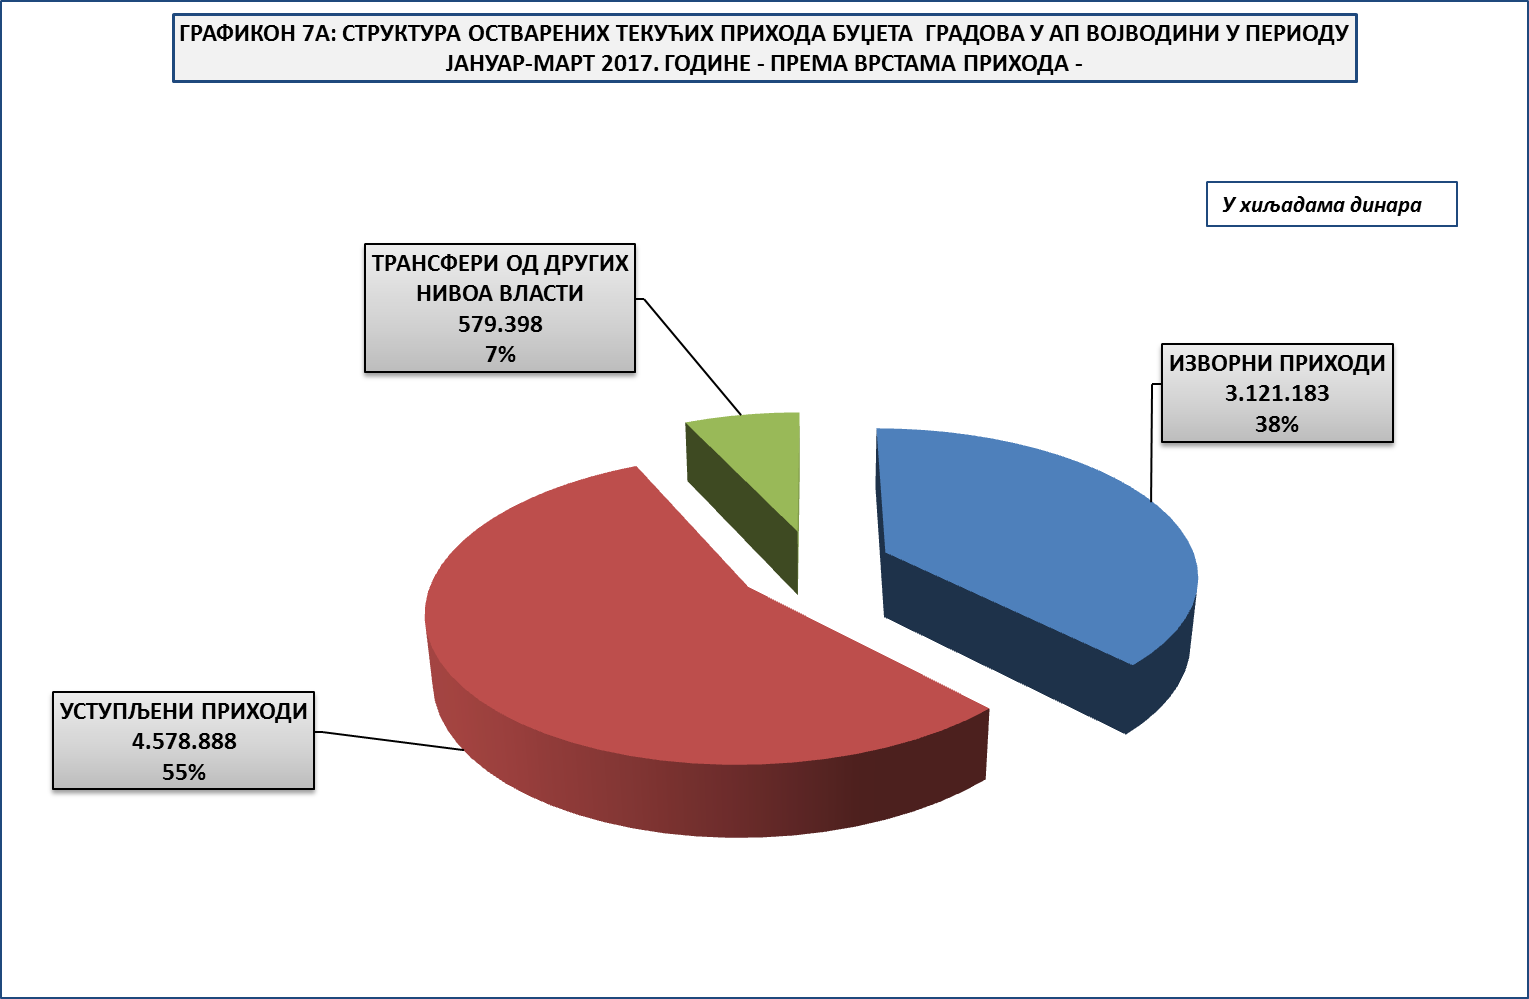 ГРАФИКОН 7А: СТРУКТУРА ОСТВАРЕНИХ ТЕКУЋИХ ПРИХОДА БУЏЕТА  ГРАДОВА У АП ВОЈВОДИНИ У ПЕРИОДУ
ЈАНУАР-МАРТ 2017. ГОДИНЕ - ПРЕМА ВРСТАМА ПРИХОДА -
У хиљадама динара
ТРАНСФЕРИ ОД ДРУГИХ
НИВОА ВЛАСТИ
579.398
7%
ИЗВОРНИ ПРИХОДИ
3.121.183
38%
УСТУПЉЕНИ ПРИХОДИ
4.578.888
55%